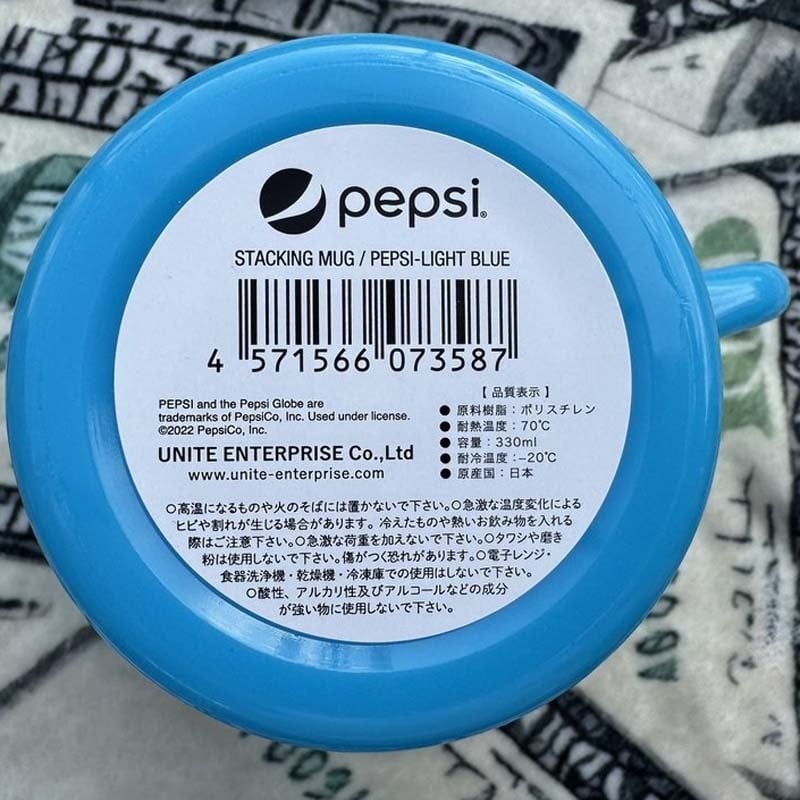 pepsi®
STACKING MUG / PEPSI-LIGHT BLUE
4 571566 073587
PEPSI and the Pepsi Globe are
trademarks of PepsiCo, Inc. Used under license.
©2022 PepsiCo, Inc.
UNITE ENTERPRISE Co.,Ltd
www.unite-enterprise.com
【 品質表示 】
● 原料樹脂：ポリスチレン
● 耐熱温度：70℃
● 容量：330ml
● 耐冷温度：−20℃
● 原産国：日本
○高温になるものや火のそばには置かないで下さい。○急激な温度変化による
ヒビや割れが生じる場合があります。冷えたものや熱いお飲み物を入れる
際はご注意下さい。○急激な荷重を加えないで下さい。○タワシや磨き
粉は使用しないで下さい。傷がつく恐れがあります。○電子レンジ・
食器洗浄機・乾燥機・冷凍庫での使用はしないで下さい。
○酸性、アルカリ性及びアルコールなどの成分
が強い物に使用しないで下さい。